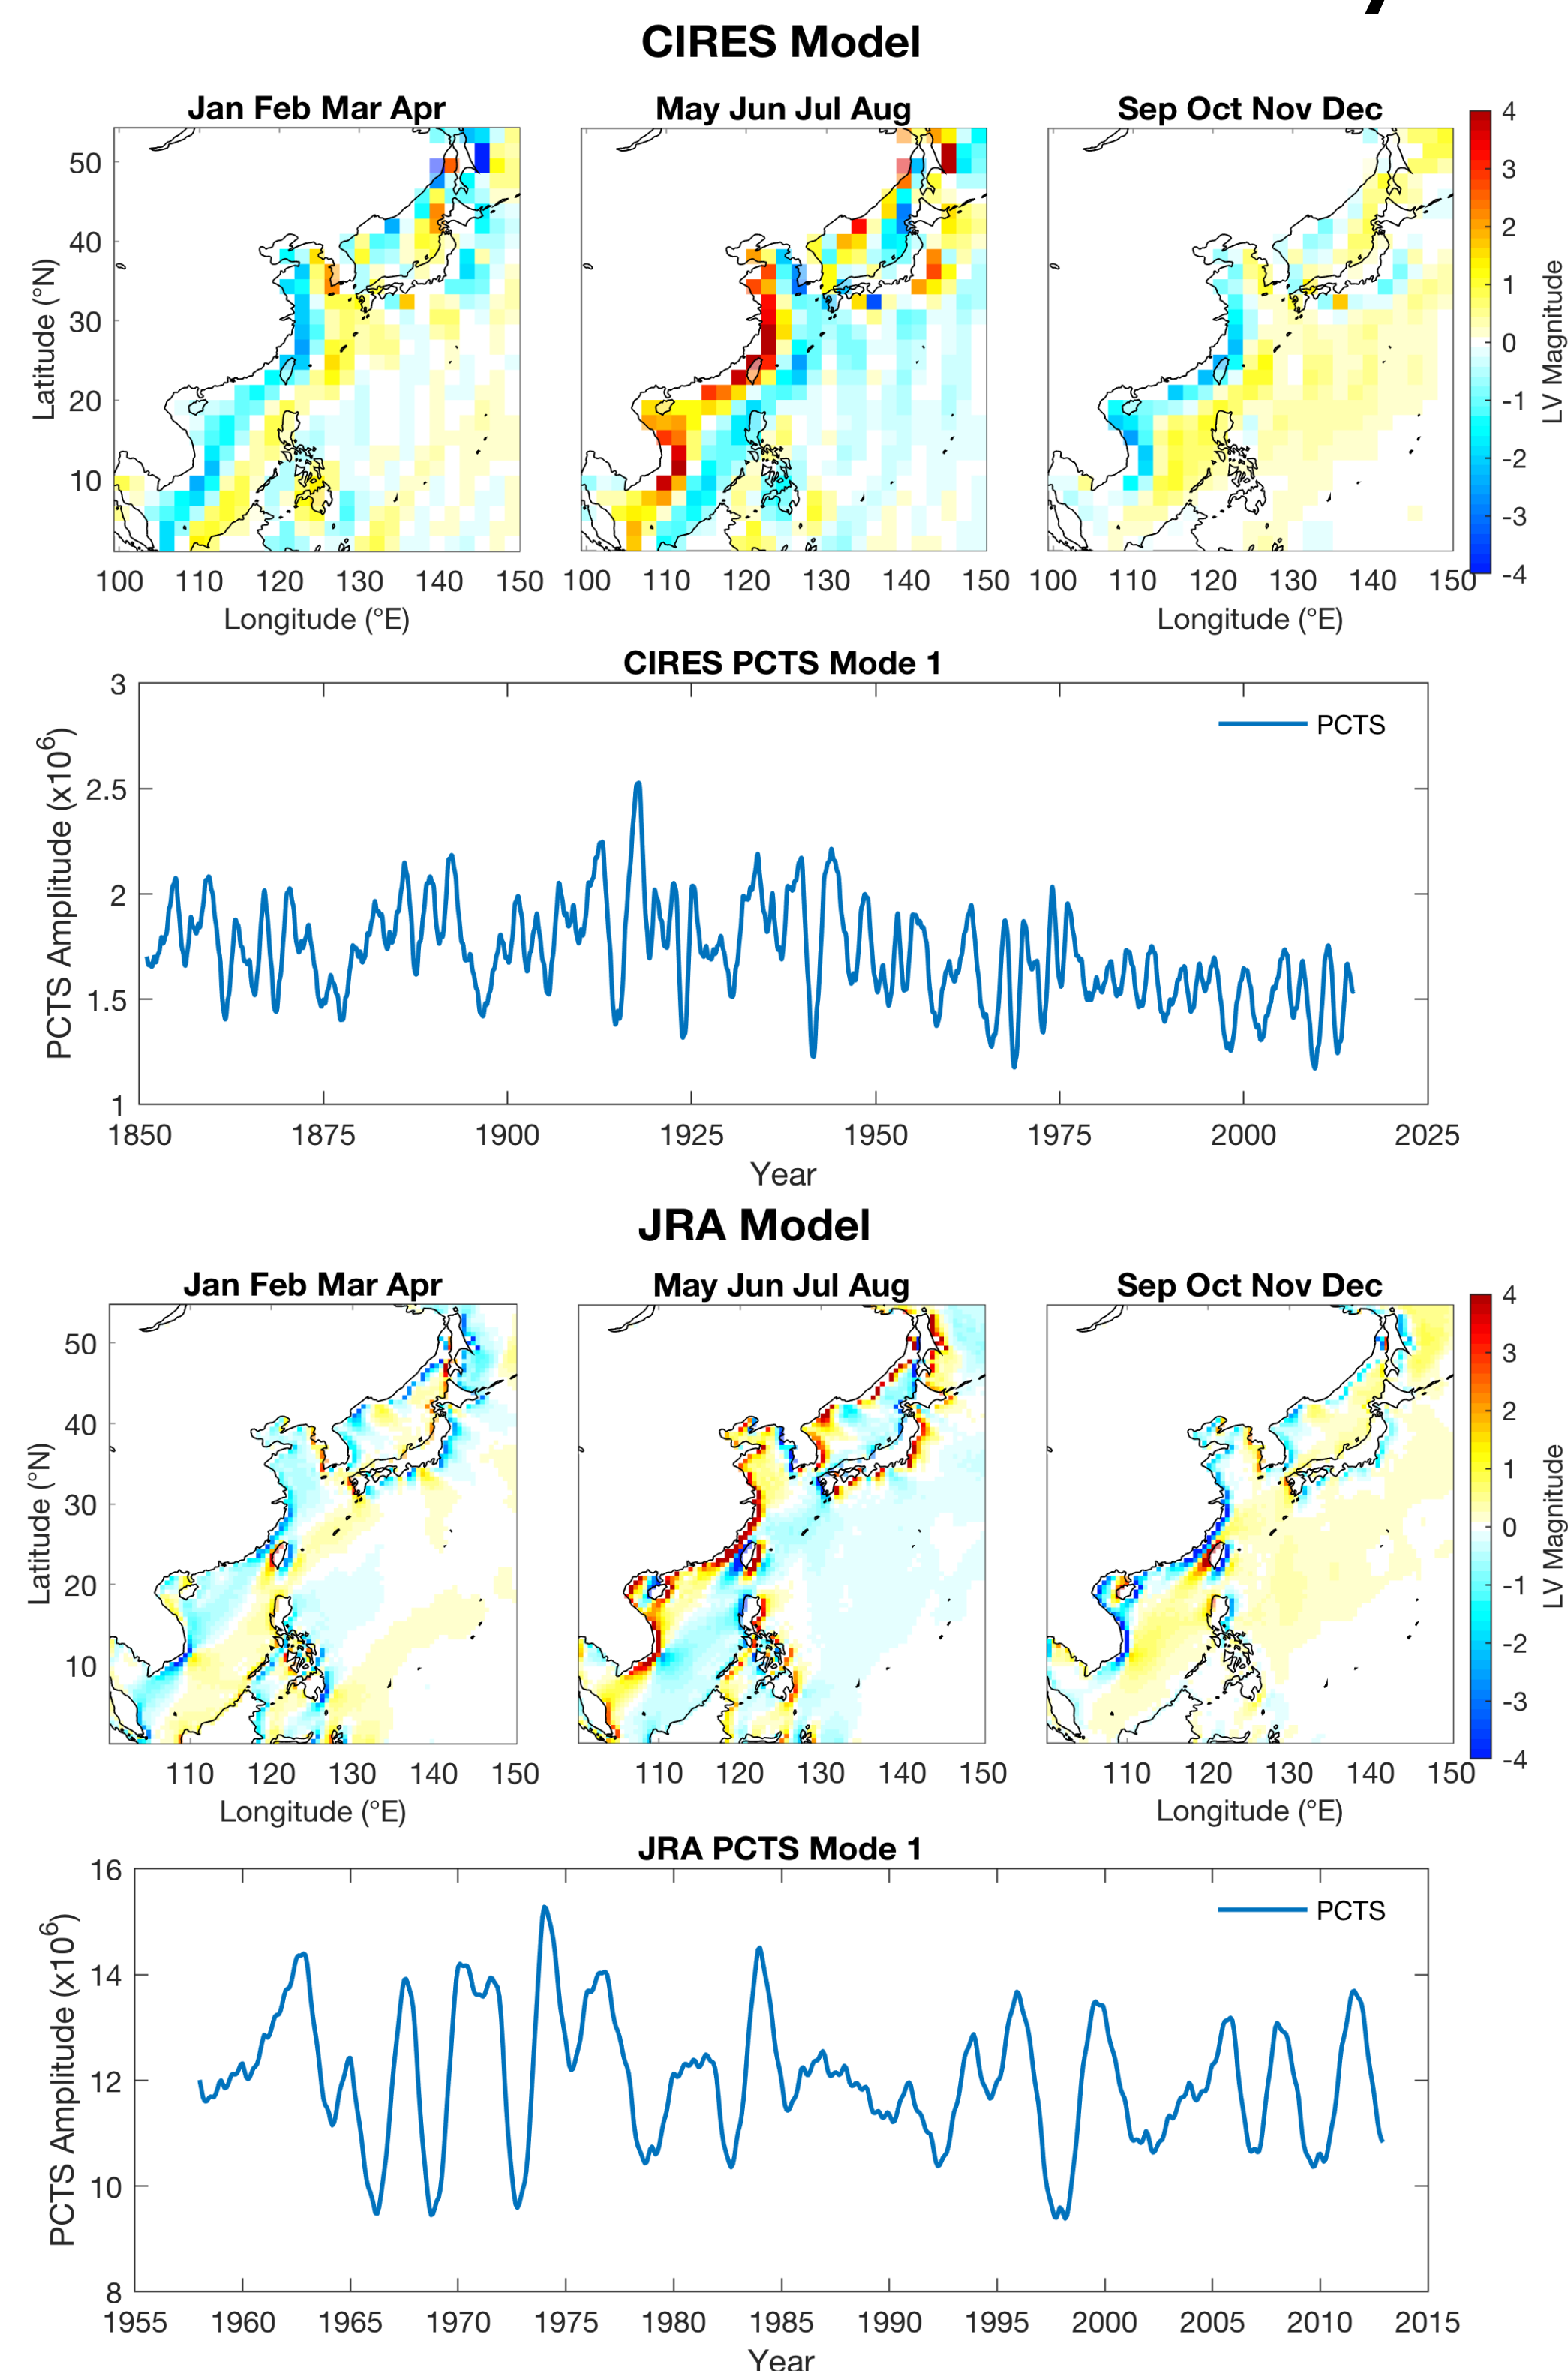 CIRES Model
Jan Feb Mar Apr
May Jun Jul Aug
Sep Oct Nov Dec
50
40
30
20
10
Latitude (°N)
100 110 120 130 140 150
100 110 120 130 140 150
100 110 120 130 140 150
Longitude (°E)
Longitude (°E)
4
3
2
1
0
-1
-2
-3
-4
LV Magnitude
CIRES PCTS Mode 1
3
2.5
2
1.5
1
PCTS Amplitude (x10⁶)
PCTS
1850 1875 1900 1925 1950 1975 2000 2025
Year
JRA Model
Jan Feb Mar Apr
May Jun Jul Aug
Sep Oct Nov Dec
50
40
30
20
10
Latitude (°N)
110 120 130 140 150
110 120 130 140 150
110 120 130 140 150
Longitude (°E)
Longitude (°E)
4
3
2
1
0
-1
-2
-3
-4
LV Magnitude
JRA PCTS Mode 1
16
14
12
10
8
PCTS Amplitude (x10⁶)
PCTS
1955 1960 1965 1970 1975 1980 1985 1990 1995 2000 2005 2010 2015
Year